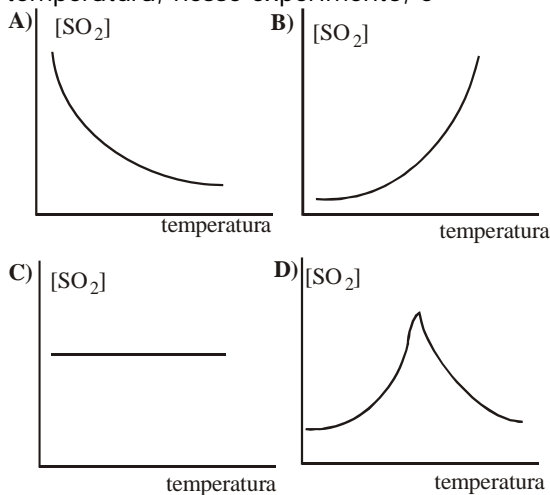 temperatura, nesse experimento, é
A) [SO₂]
temperatura
B) [SO₂]
temperatura
C) [SO₂]
temperatura
D) [SO₂]
temperatura